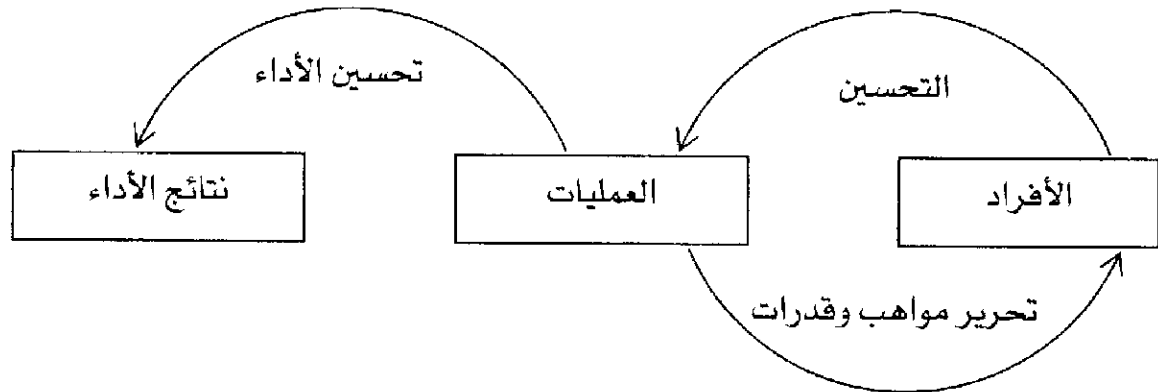 تحسين الأداء
التحسين
الأفراد
العمليات
نتائج الأداء
تحرير مواهب وقدرات